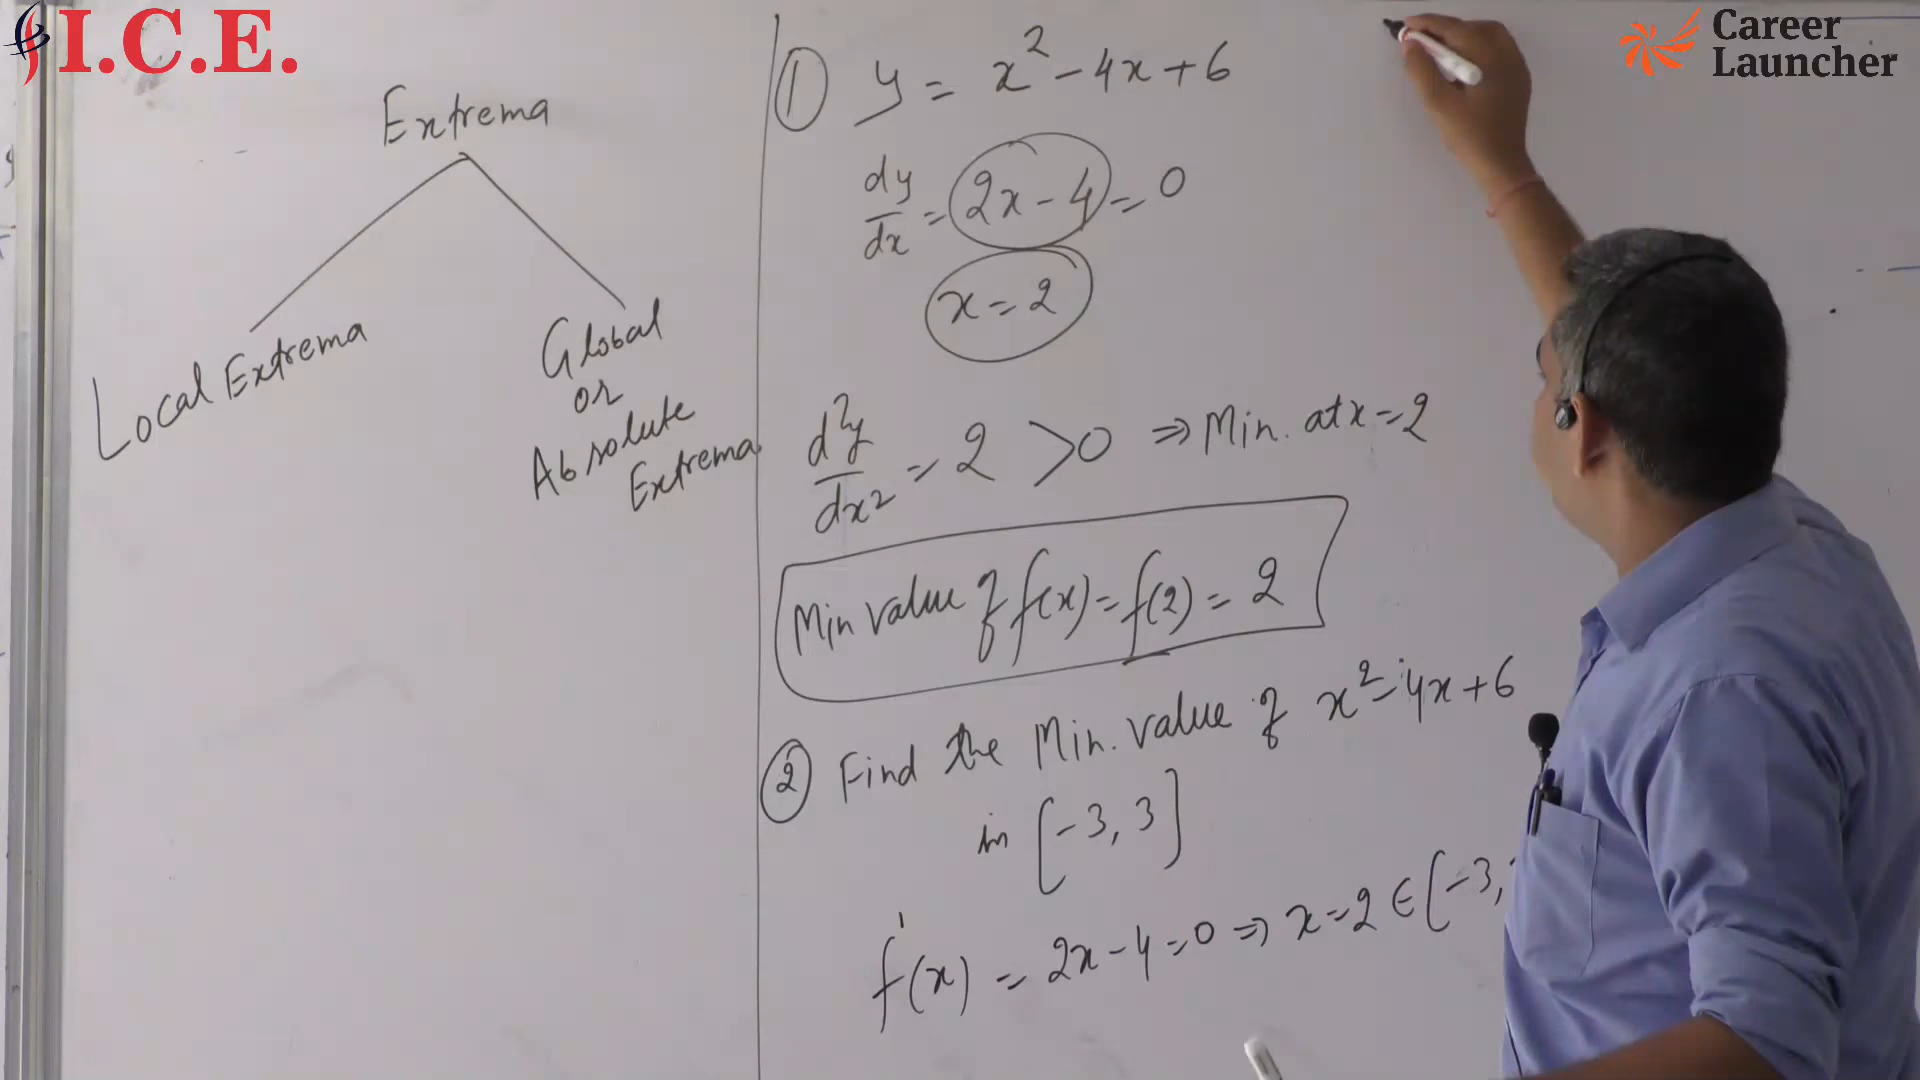 I.C.E.
Career
Launcher
Extrema
Local Extrema
Global
or
Absolute
Extrema
① y = x² - 4x + 6
dy/dx = 2x - 4 = 0
x = 2
d²y/dx² = 2 > 0 ⇒ Min. at x = 2
Min value of f(x) = f(2) = 2
② Find the Min. value of x² - 4x + 6
in [-3, 3]
f'(x) = 2x - 4 = 0 ⇒ x = 2 ∈ [-3,